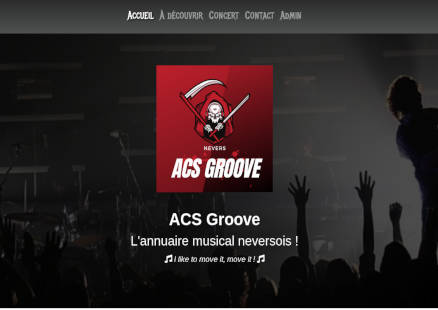 Accueil À découvrir Concert Contact Admin
NEVERS
ACS GROOVE
ACS Groove
L'annuaire musical neversois !
🎵 I like to move it, move it ! 🎵